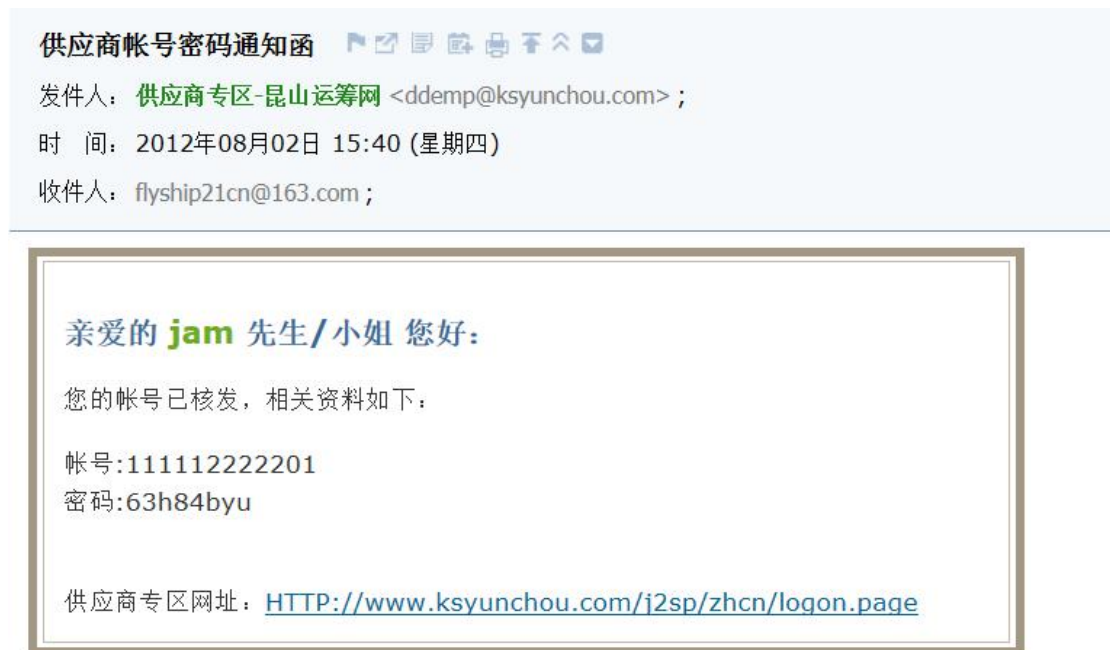 供应商帐号密码通知函
发件人：供应商专区-昆山运筹网 <ddemp@ksyunchou.com>;
时 间：2012年08月02日 15:40 (星期四)
收件人：flyship21cn@163.com;
亲爱的 jam 先生/小姐 您好：
您的帐号已核发，相关资料如下：
帐号:111112222201
密码:63h84byu
供应商专区网址：HTTP://www.ksyunchou.com/j2sp/zhcn/logon.page